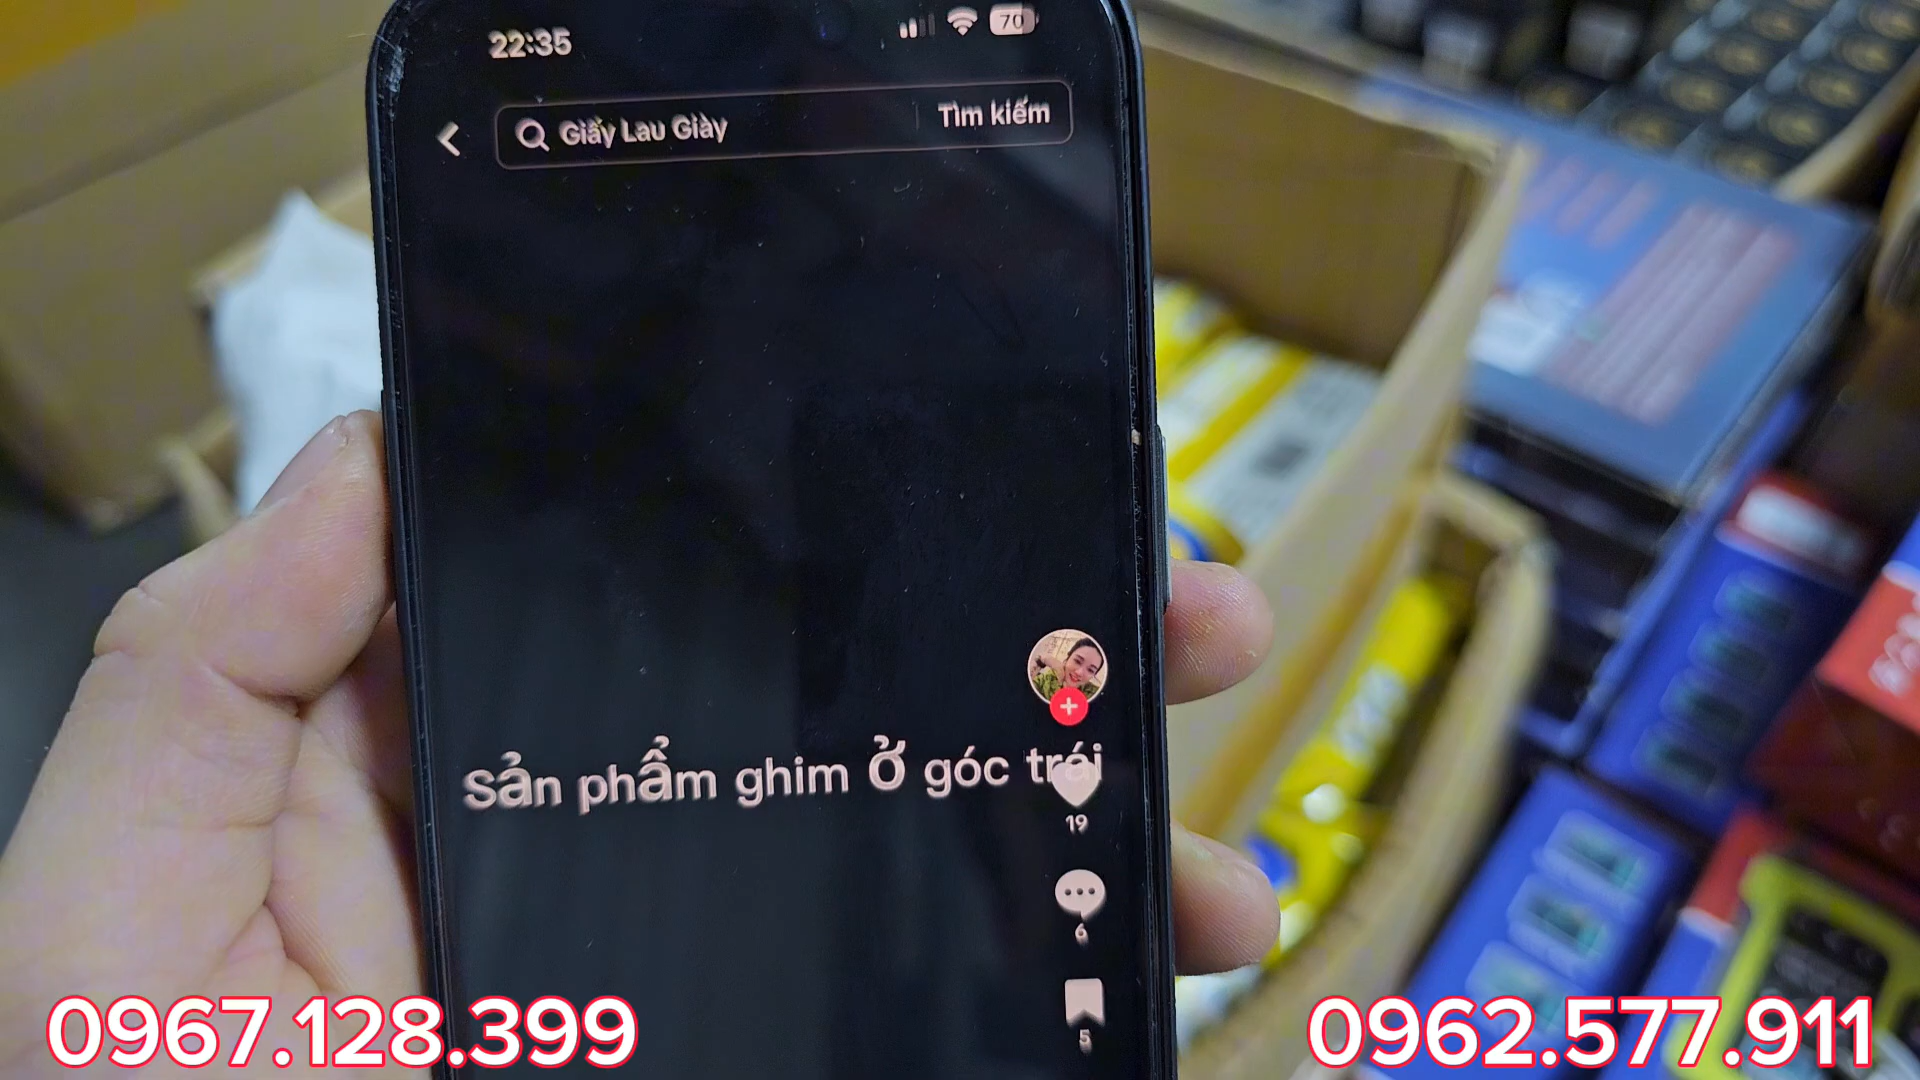 22:35
70
Giấy Lau Giày
Tìm kiếm
Sản phẩm ghim ở góc trái
19
6
5
0967.128.399
0962.577.911